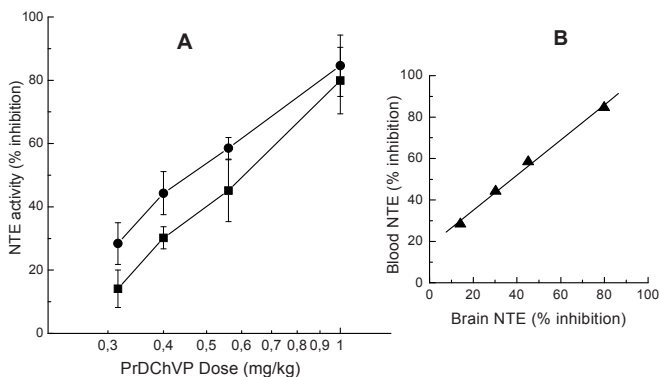 A
100
80
60
40
20
0
NTE activity (% inhibition)
0,3 0,4 0,5 0,6 0,7 0,8 0,9 1
PrDChVP Dose (mg/kg)
B
100
80
60
40
20
0
Blood NTE (% inhibition)
0 20 40 60 80 100
Brain NTE (% inhibition)